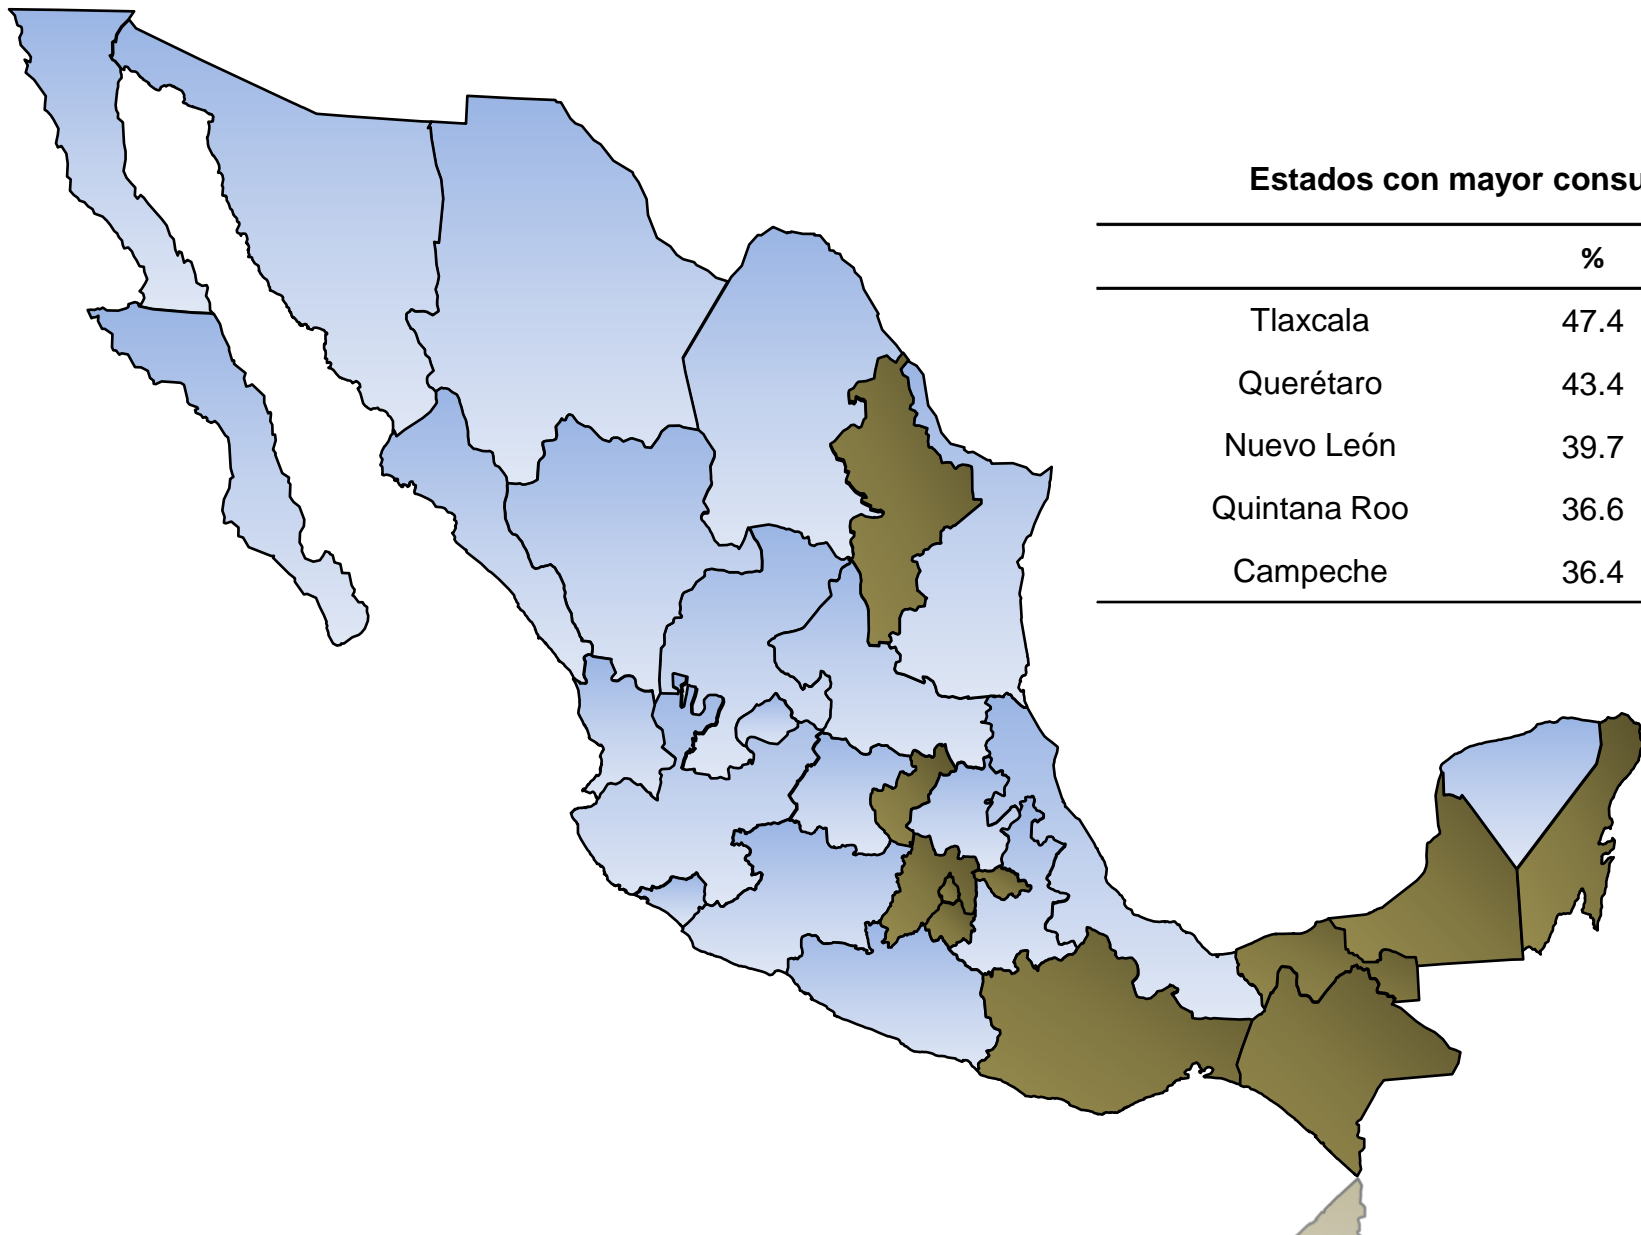 Estados con mayor consu
%
Tlaxcala 47.4
Querétaro 43.4
Nuevo León 39.7
Quintana Roo 36.6
Campeche 36.4